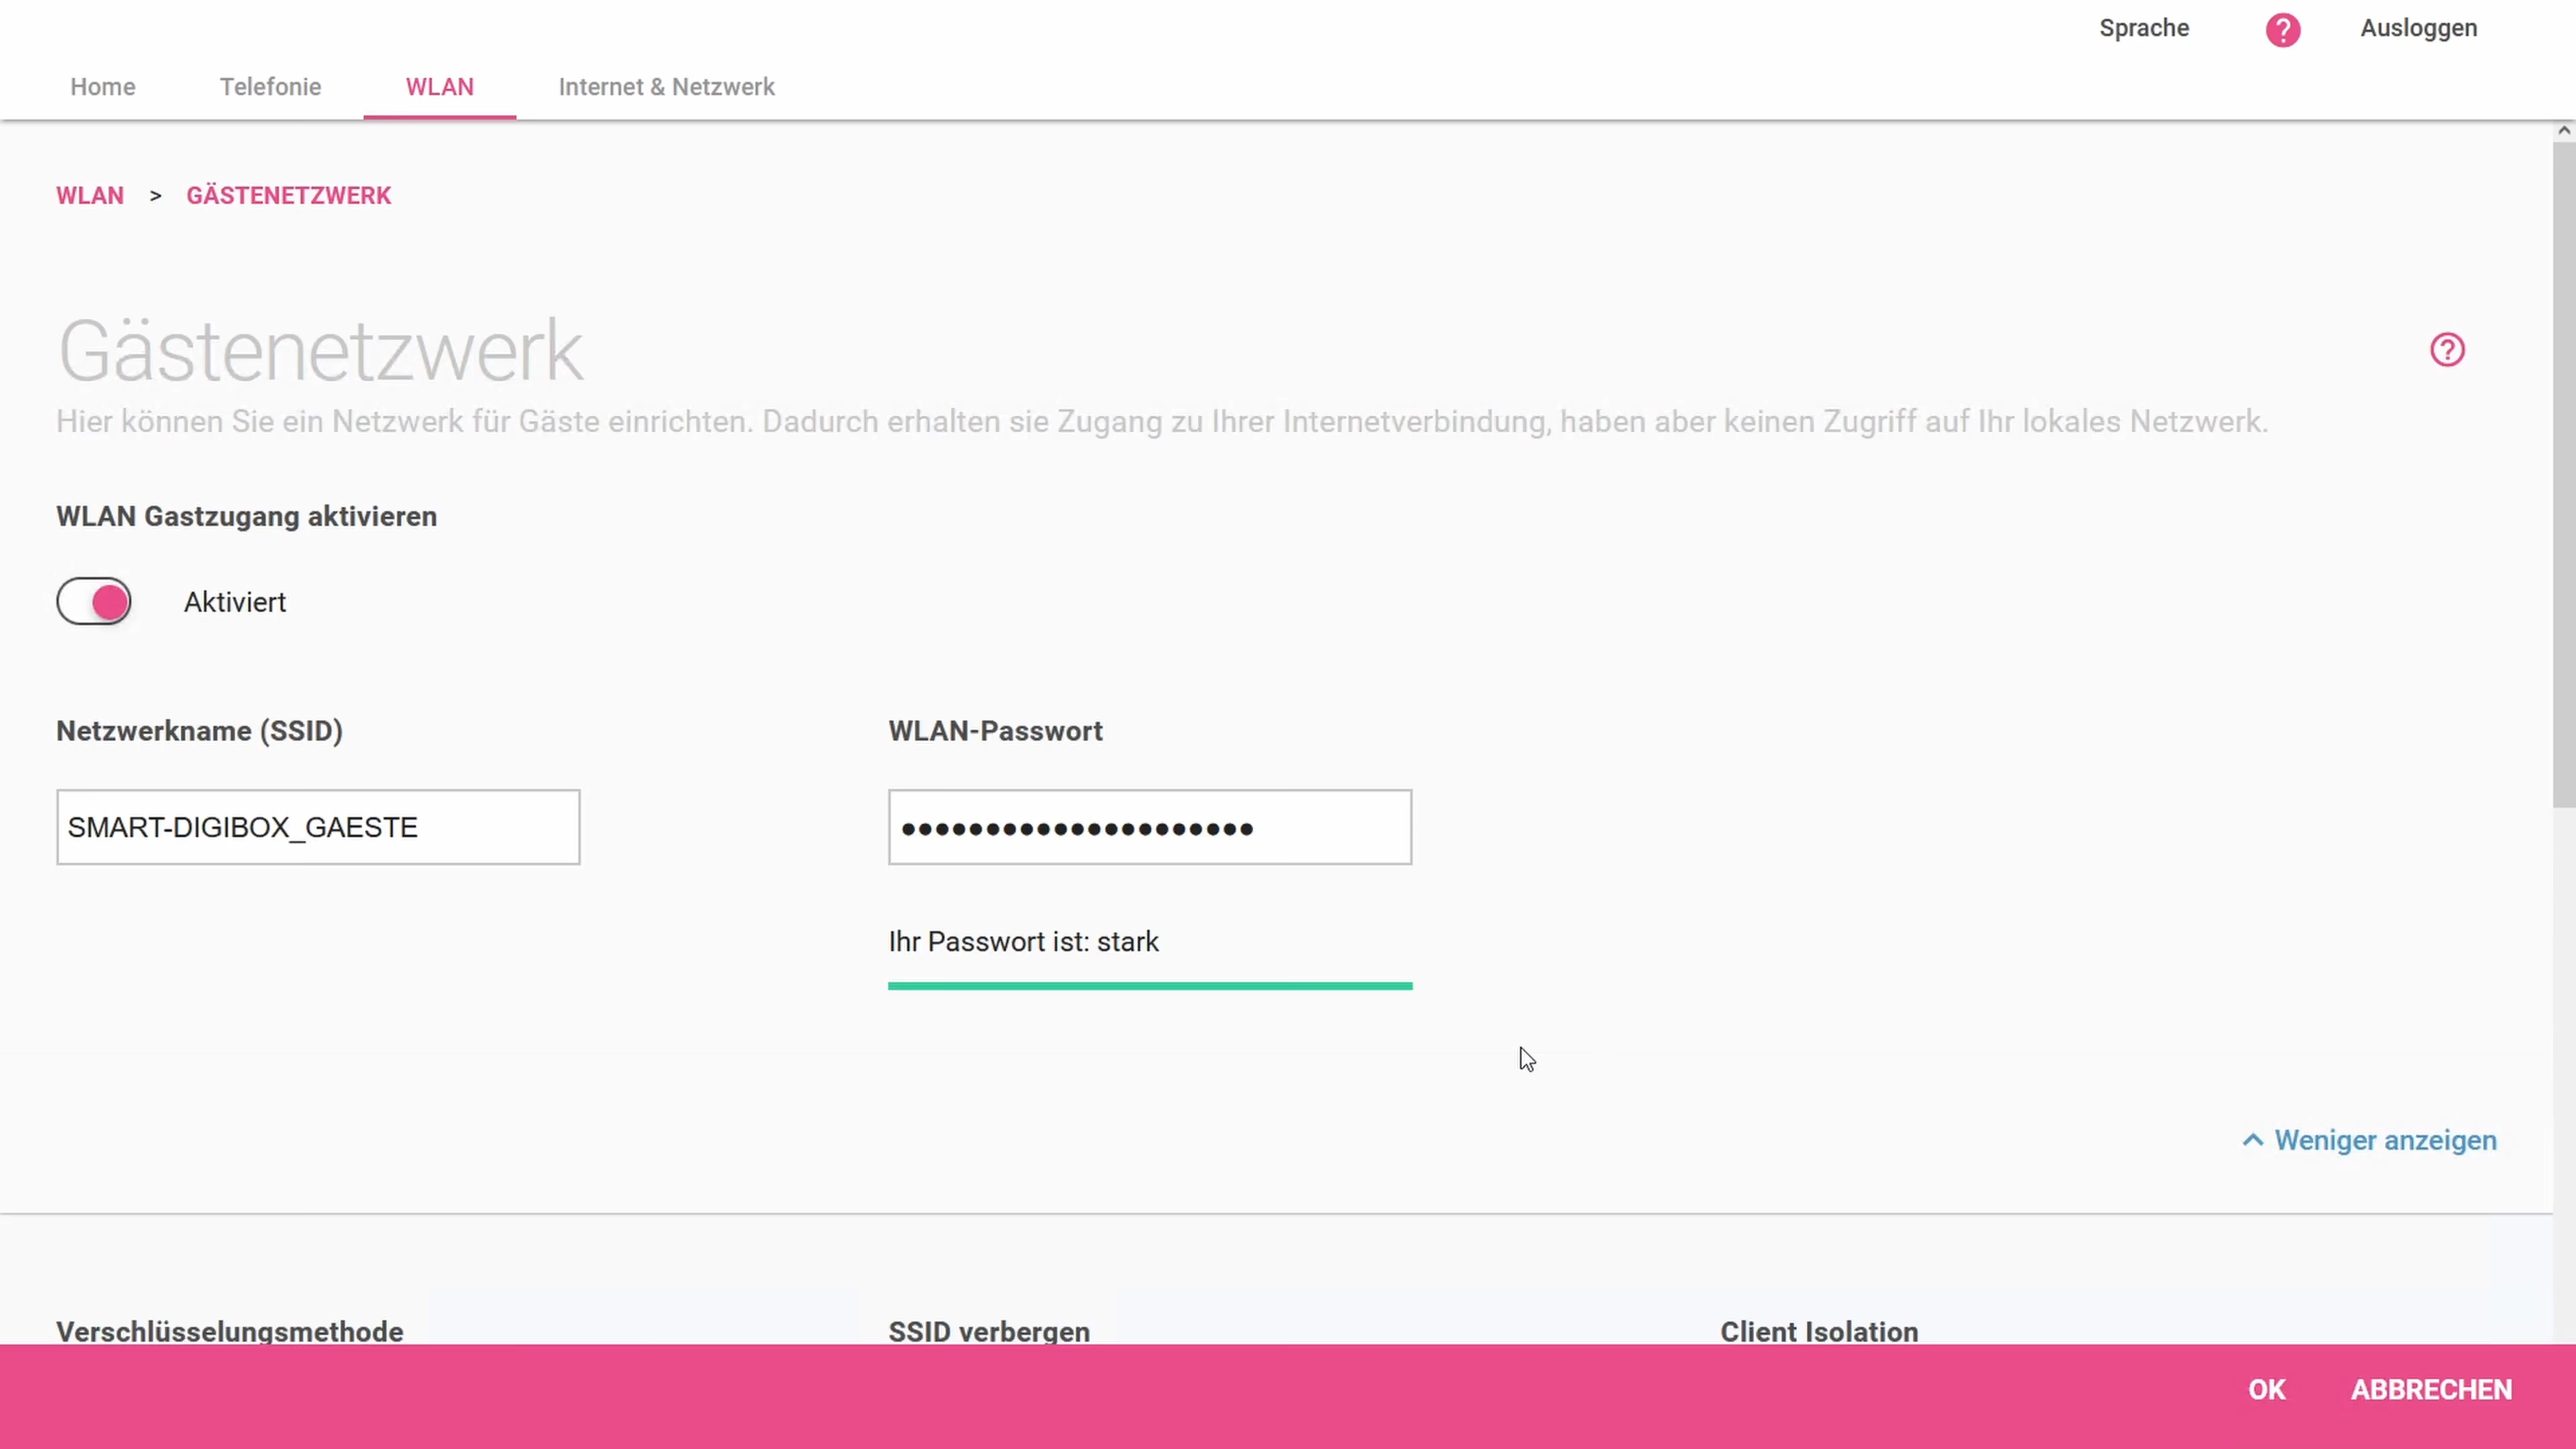 Sprache
Ausloggen
Home
Telefonie
WLAN
Internet & Netzwerk
WLAN > GÄSTENETZWERK
Gästenetzwerk
Hier können Sie ein Netzwerk für Gäste einrichten. Dadurch erhalten sie Zugang zu Ihrer Internetverbindung, haben aber keinen Zugriff auf Ihr lokales Netzwerk.
WLAN Gastzugang aktivieren
Aktiviert
Netzwerkname (SSID)
WLAN-Passwort
SMART-DIGIBOX_GAESTE
Ihr Passwort ist: stark
Weniger anzeigen
Verschlüsselungsmethode
SSID verbergen
Client Isolation
OK
ABBRECHEN